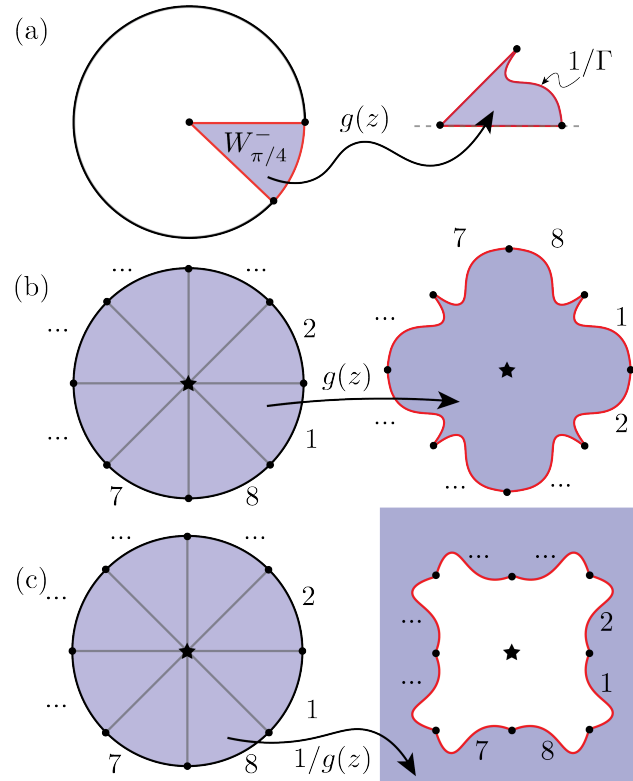 (a)
1/Γ
g(z)
W⁻π/4
(b)
... ...
7 8
... 2
... 1
g(z)
... 1
... 2
7 8
... ...
(c)
... ...
... 2
... 1
7 8
1/g(z)
... ...
... 2
... 1
7 8